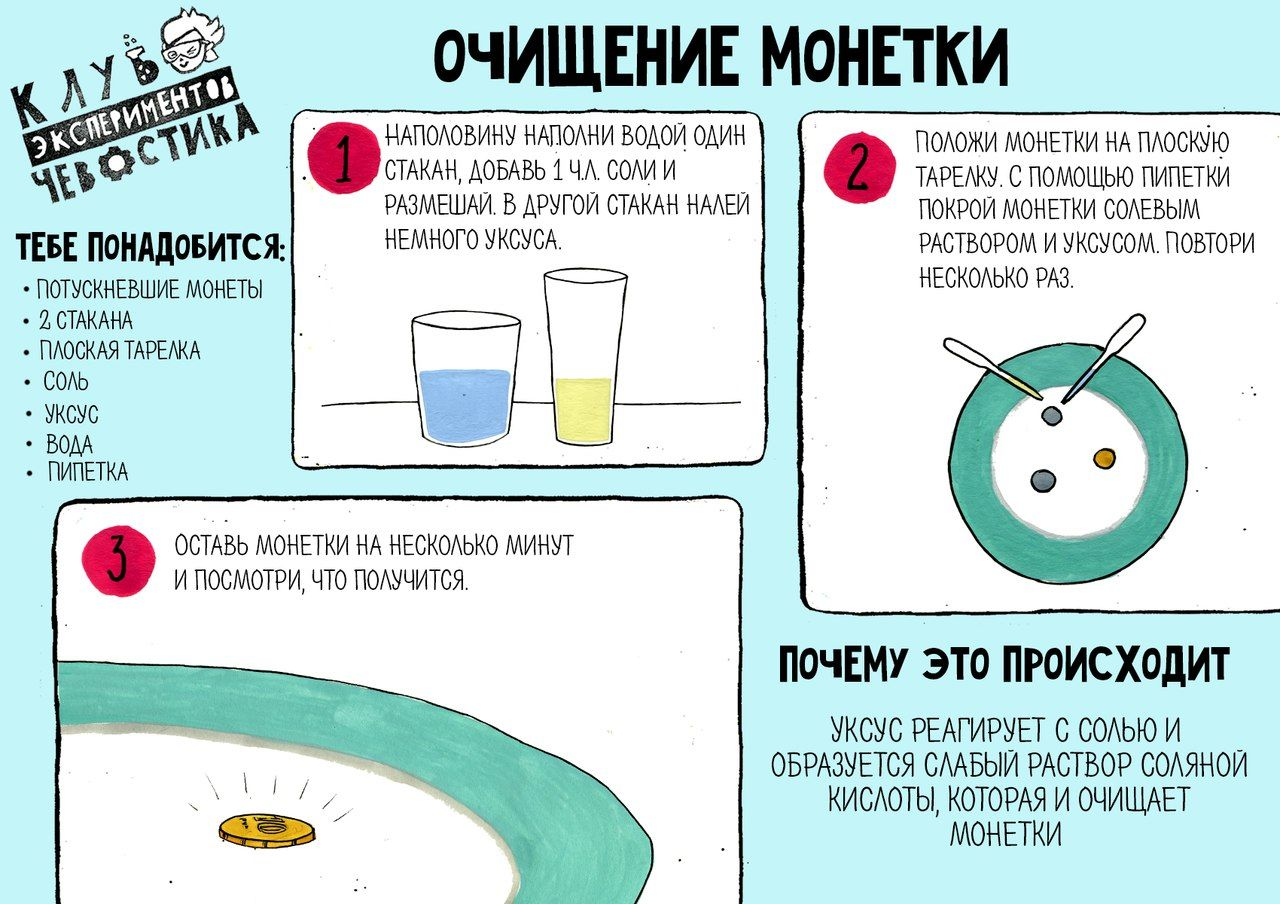 КЛУБ
ЭКСПЕРИМЕНТОВ
ЧЕВОСТИКА
ОЧИЩЕНИЕ МОНЕТКИ
ТЕБЕ ПОНАДОБИТСЯ:
• ПОТУСКНЕВШИЕ МОНЕТЫ
• 2 СТАКАНА
• ПЛОСКАЯ ТАРЕЛКА
• СОЛЬ
• УКСУС
• ВОДА
• ПИПЕТКА
1
НАПОЛОВИНУ НАПОЛНИ ВОДОЙ ОДИН
СТАКАН, ДОБАВЬ 1 Ч.Л. СОЛИ И
РАЗМЕШАЙ. В ДРУГОЙ СТАКАН НАЛЕЙ
НЕМНОГО УКСУСА.
2
ПОЛОЖИ МОНЕТКИ НА ПЛОСКУЮ
ТАРЕЛКУ. С ПОМОЩЬЮ ПИПЕТКИ
ПОКРОЙ МОНЕТКИ СОЛЕВЫМ
РАСТВОРОМ И УКСУСОМ. ПОВТОРИ
НЕСКОЛЬКО РАЗ.
3
ОСТАВЬ МОНЕТКИ НА НЕСКОЛЬКО МИНУТ
И ПОСМОТРИ, ЧТО ПОЛУЧИТСЯ.
ПОЧЕМУ ЭТО ПРОИСХОДИТ
УКСУС РЕАГИРУЕТ С СОЛЬЮ И
ОБРАЗУЕТСЯ СЛАБЫЙ РАСТВОР СОЛЯНОЙ
КИСЛОТЫ, КОТОРАЯ И ОЧИЩАЕТ
МОНЕТКИ